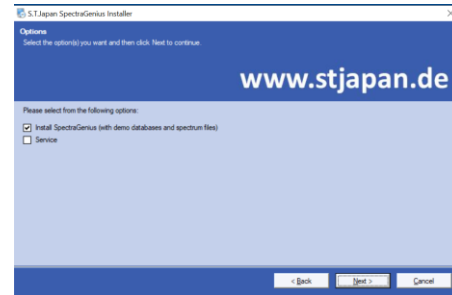 S.T.Japan SpectraGenius Installer
Options
Select the option(s) you want and then click Next to continue.
www.stjapan.de
Please select from the following options:
Install SpectraGenius (with demo databases and spectrum files)
Service
< Back Next > Cancel